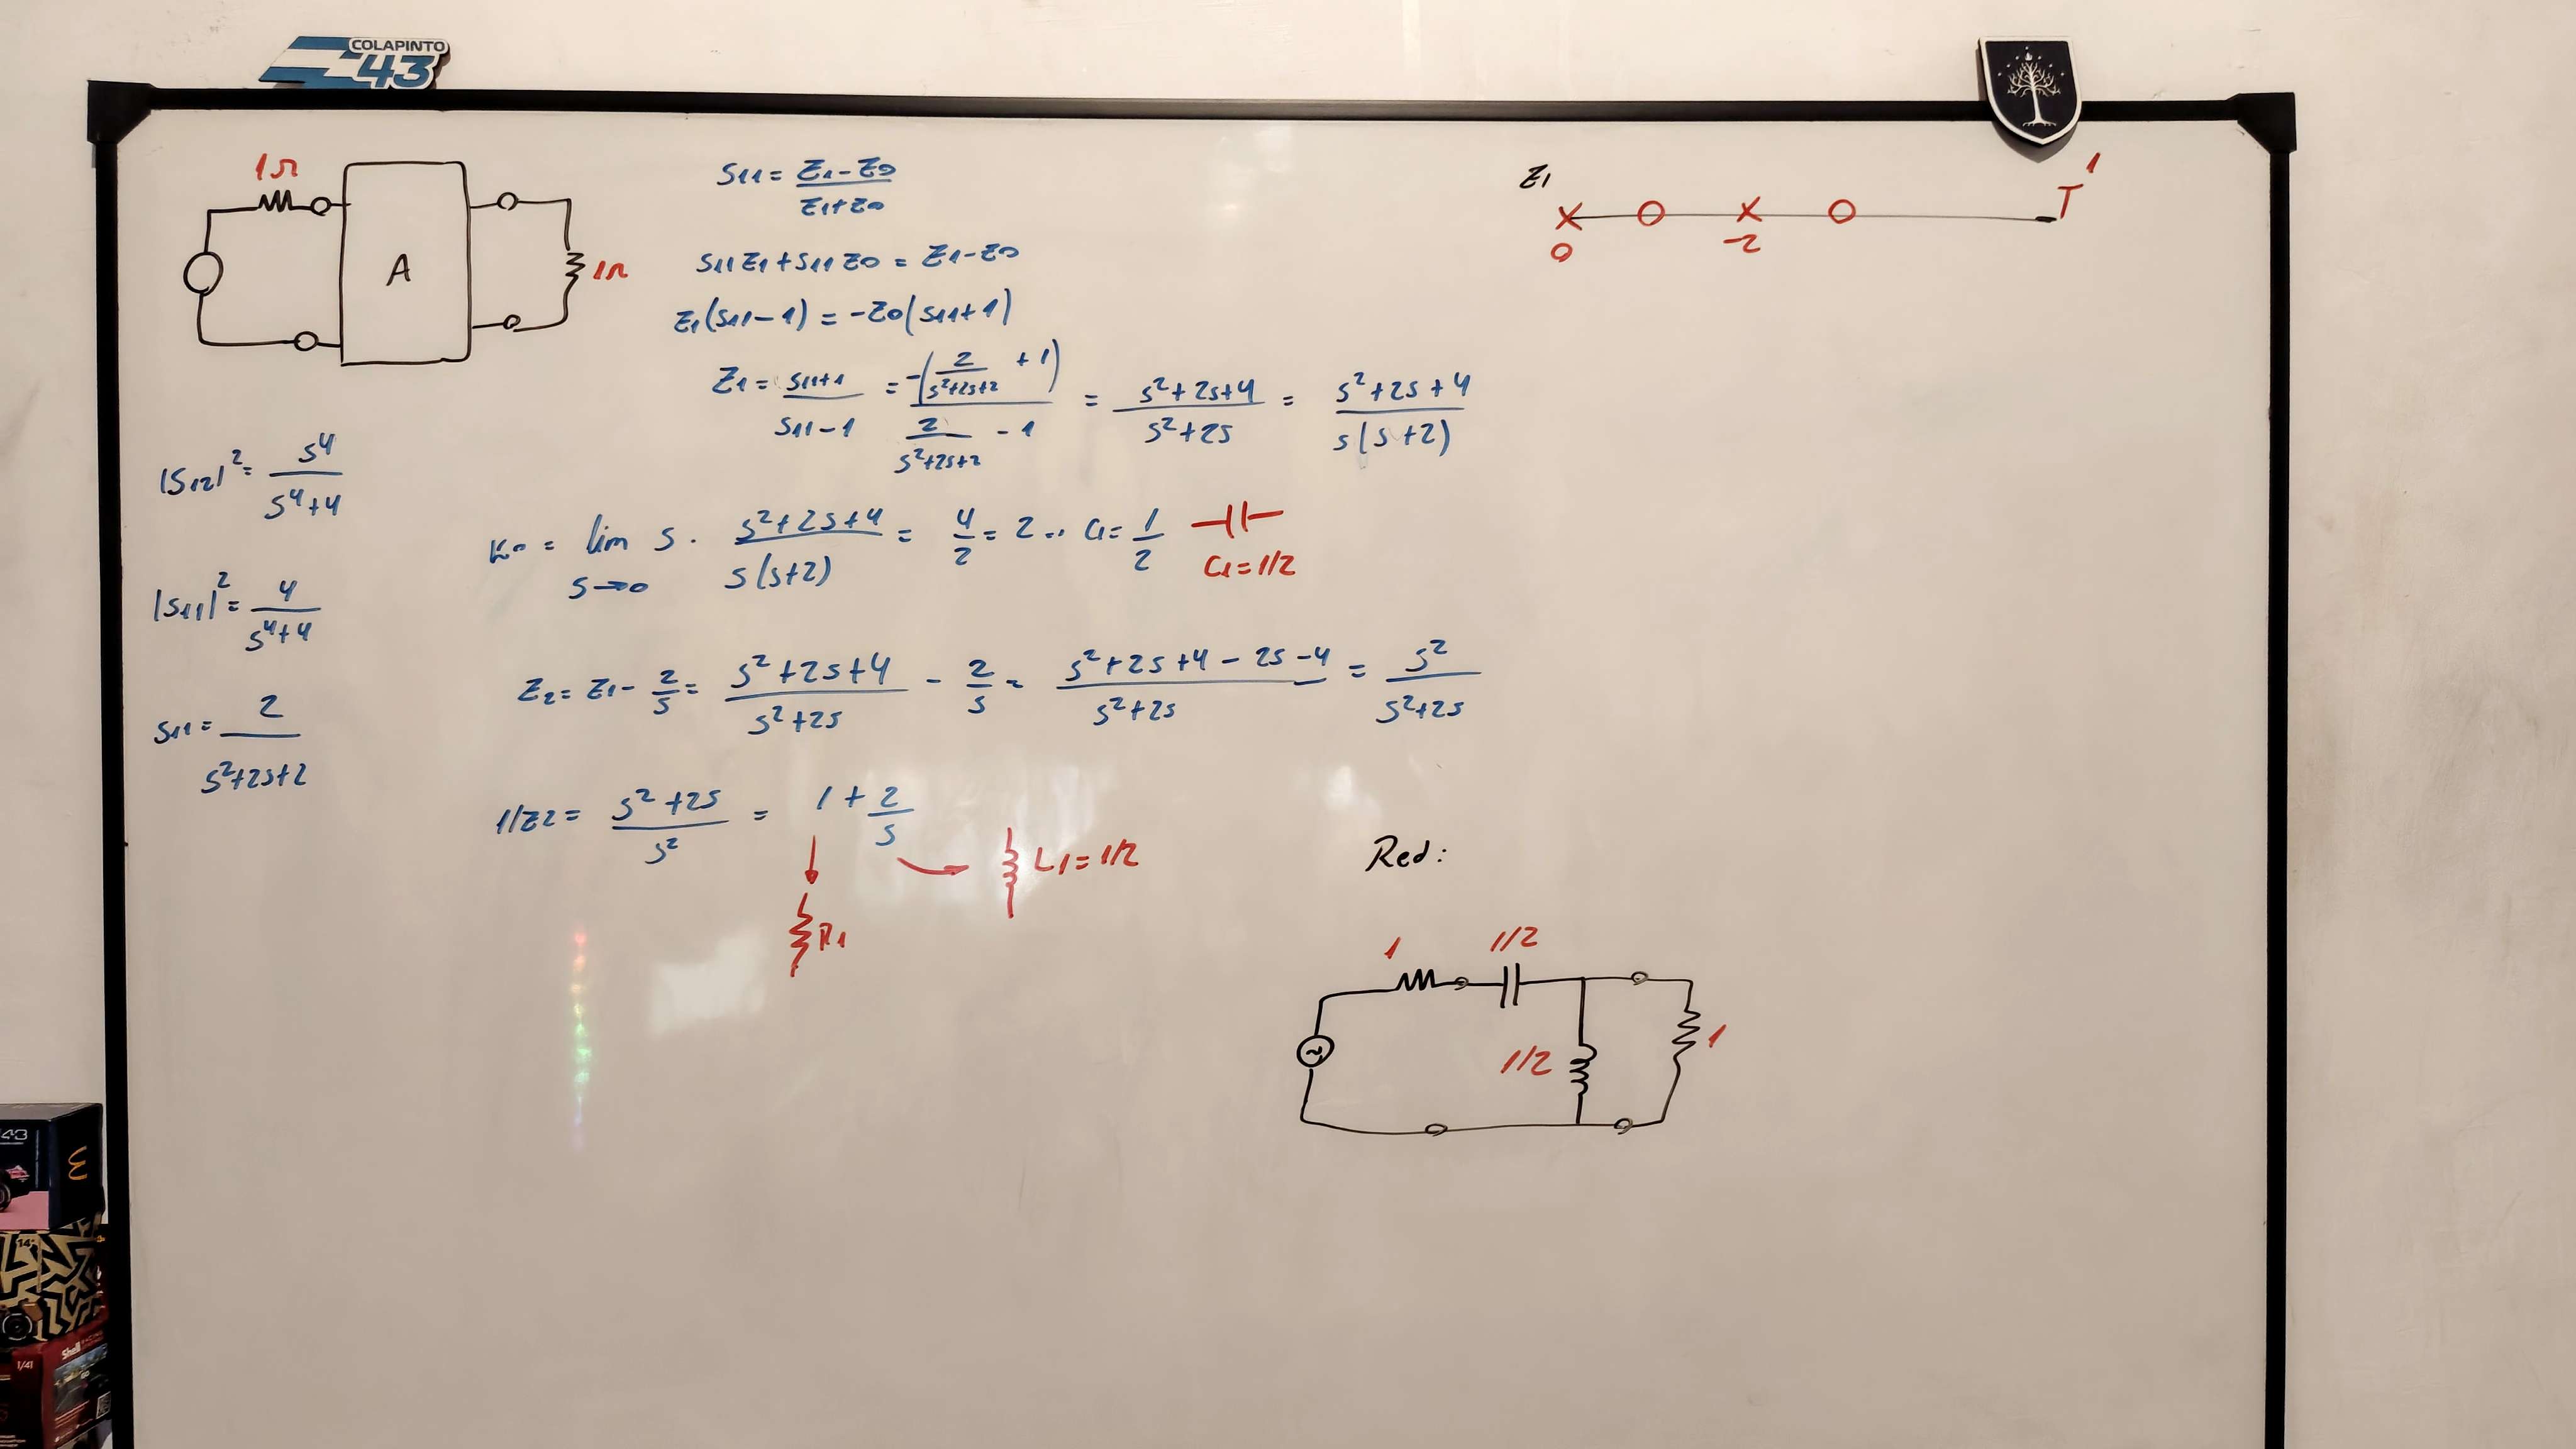 COLAPINTO
43
1Ω
A
1Ω
S11 = (Z1 - Z0)/(Z1 + Z0)
S11 Z1 + S11 Z0 = Z1 - Z0
Z1(S11 - 1) = -Z0(S11 + 1)
Z1 = (S11 + 1)/(S11 - 1) = -(2/(s²+2s+2) + 1)/(2/(s²+2s+2) - 1) = (s²+2s+4)/(s²+2s) = (s²+2s+4)/(s(s+2))
Z1
0
-2
1
|S12|² = s⁴/(s⁴+4)
|S11|² = 4/(s⁴+4)
S11 = 2/(s²+2s+2)
K0 = lim s→0 s · (s²+2s+4)/(s(s+2)) = 4/2 = 2 ∴ C1 = 1/2
C1 = 1/2
Z2 = Z1 - 2/s = (s²+2s+4)/(s²+2s) - 2/s = (s²+2s+4-2s-4)/(s²+2s) = s²/(s²+2s)
1/Z2 = (s²+2s)/s² = 1 + 2/s
R1
L1 = 1/2
Red:
1
1/2
1/2
1
43
14
Shell
1/41